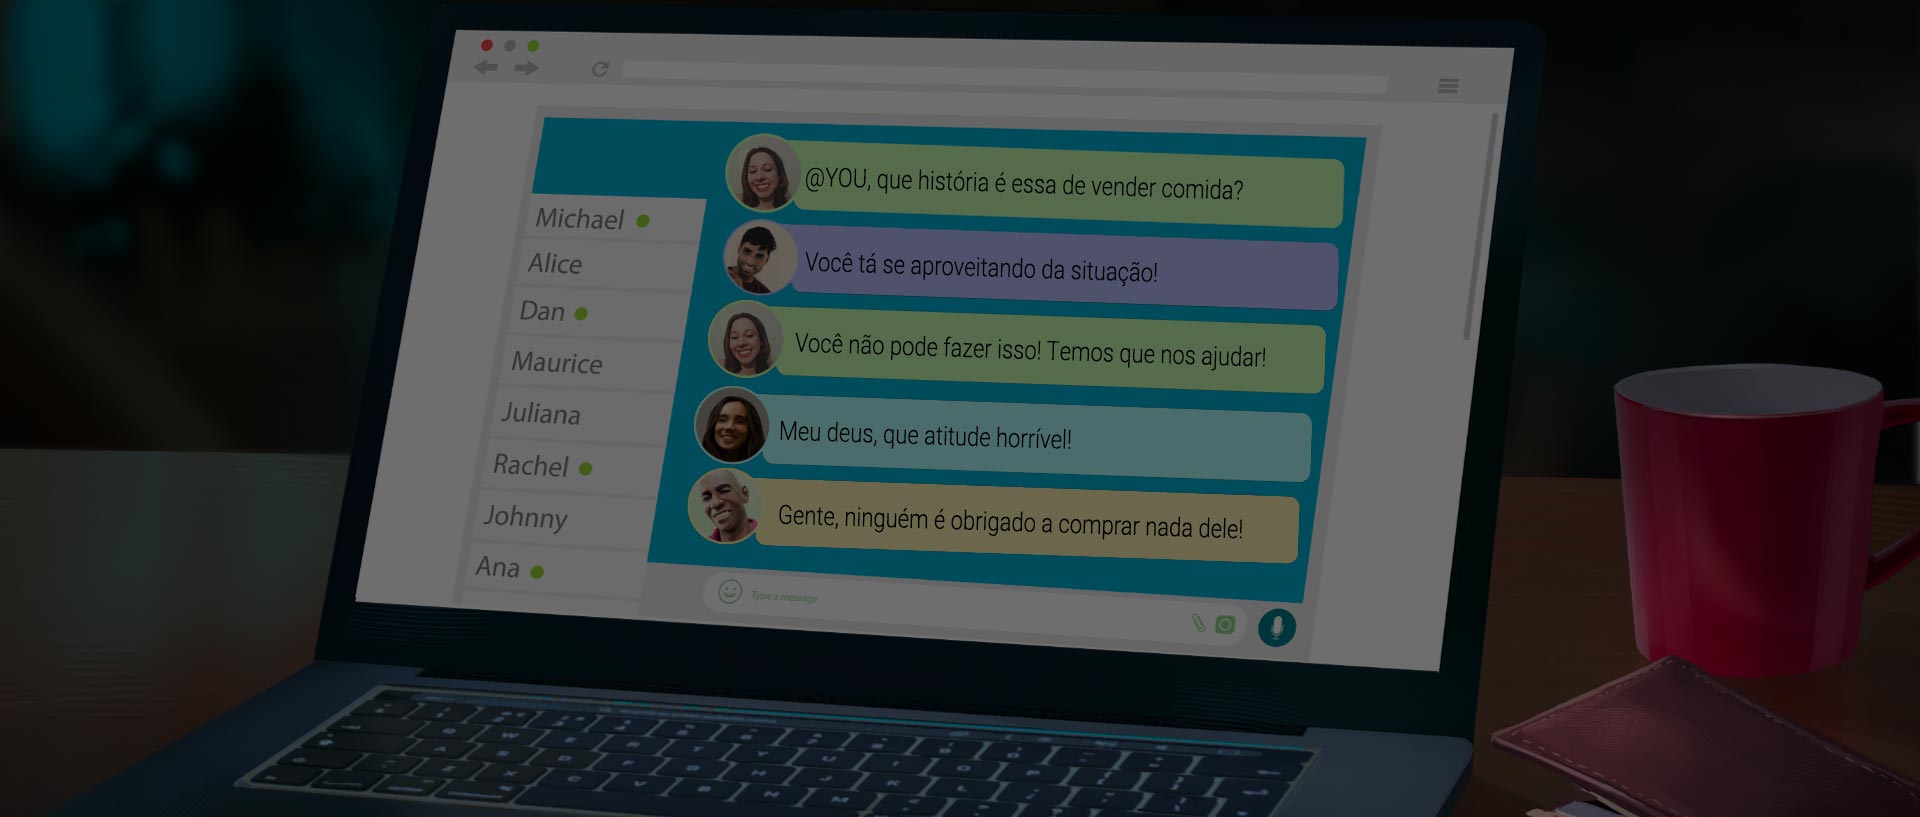 @YOU, que história é essa de vender comida?
Você tá se aproveitando da situação!
Você não pode fazer isso! Temos que nos ajudar!
Meu deus, que atitude horrível!
Gente, ninguém é obrigado a comprar nada dele!
Michael
Alice
Dan
Maurice
Juliana
Rachel
Johnny
Ana
Type a message